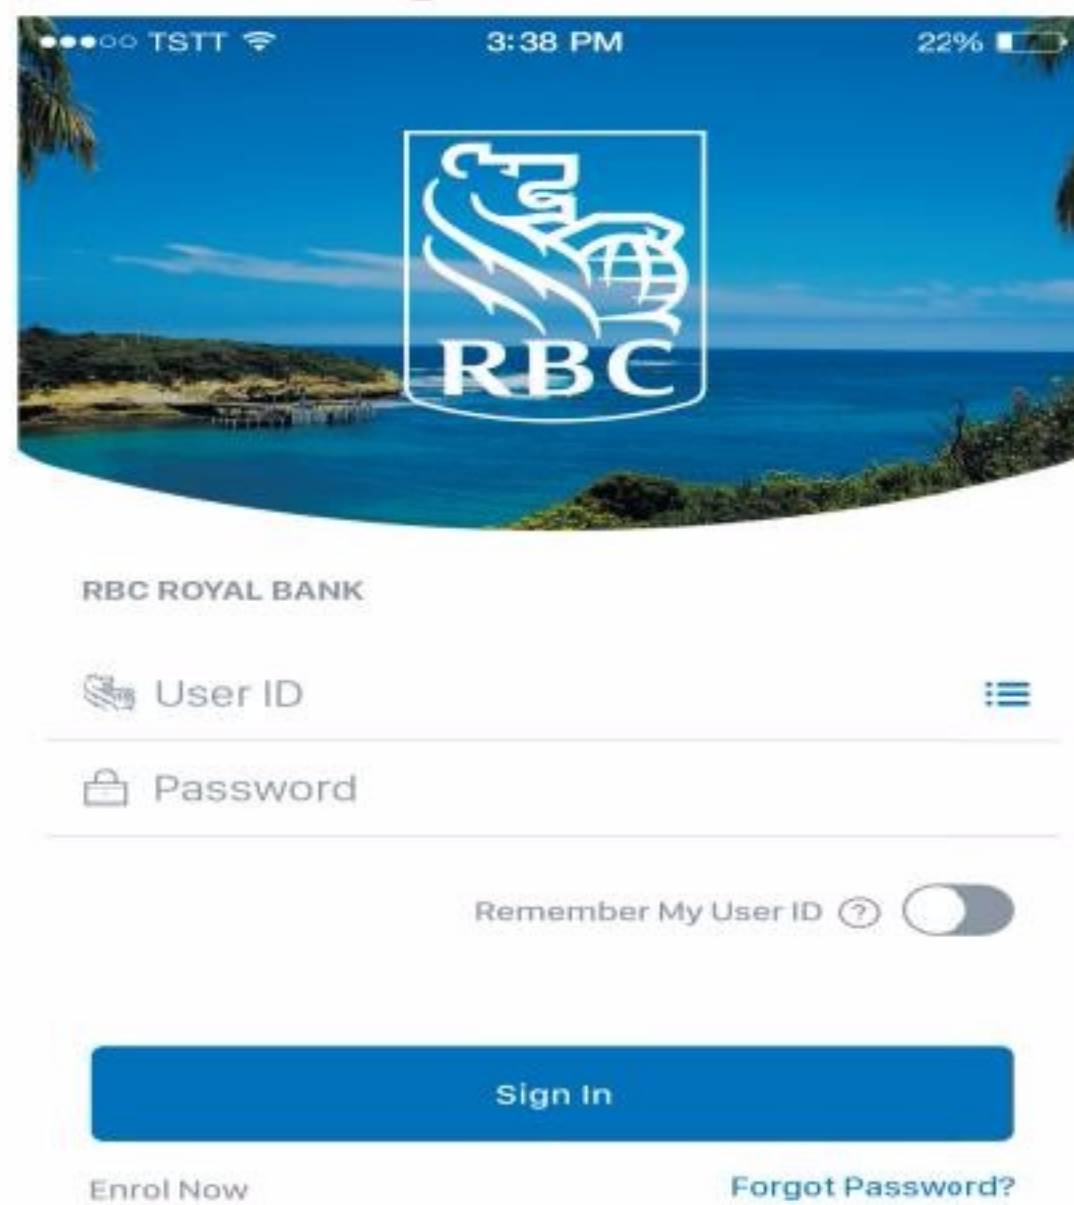 TSTT 3:38 PM 22%
RBC
RBC ROYAL BANK
User ID
Password
Remember My User ID ?
Sign In
Enrol Now Forgot Password?